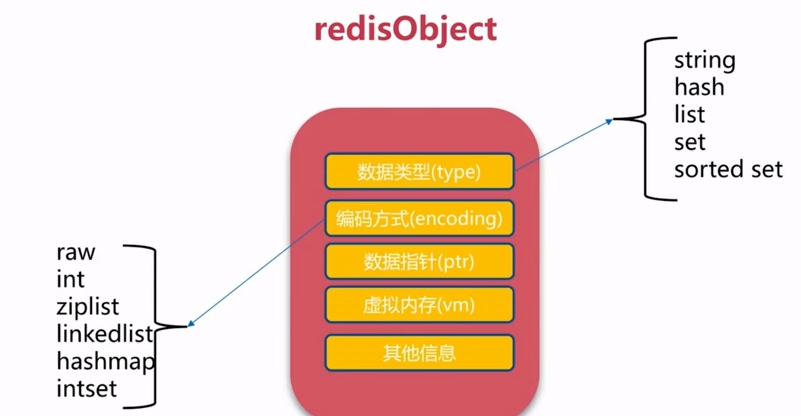 redisObject
string
hash
list
set
sorted set
数据类型(type)
编码方式(encoding)
数据指针(ptr)
虚拟内存(vm)
其他信息
raw
int
ziplist
linkedlist
hashmap
intset